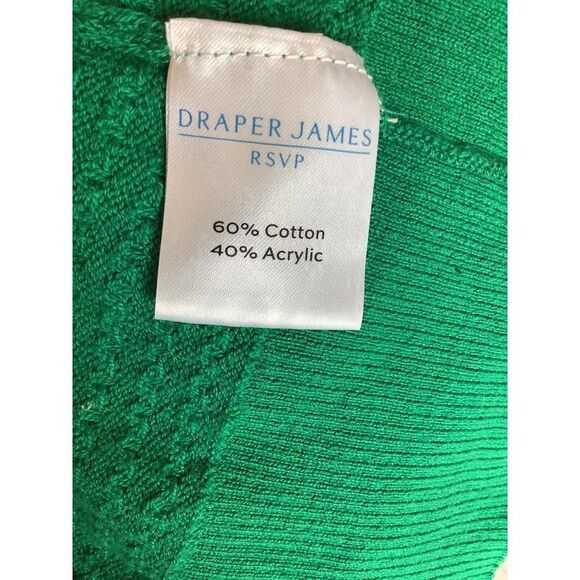 DRAPER JAMES
RSVP
60% Cotton
40% Acrylic